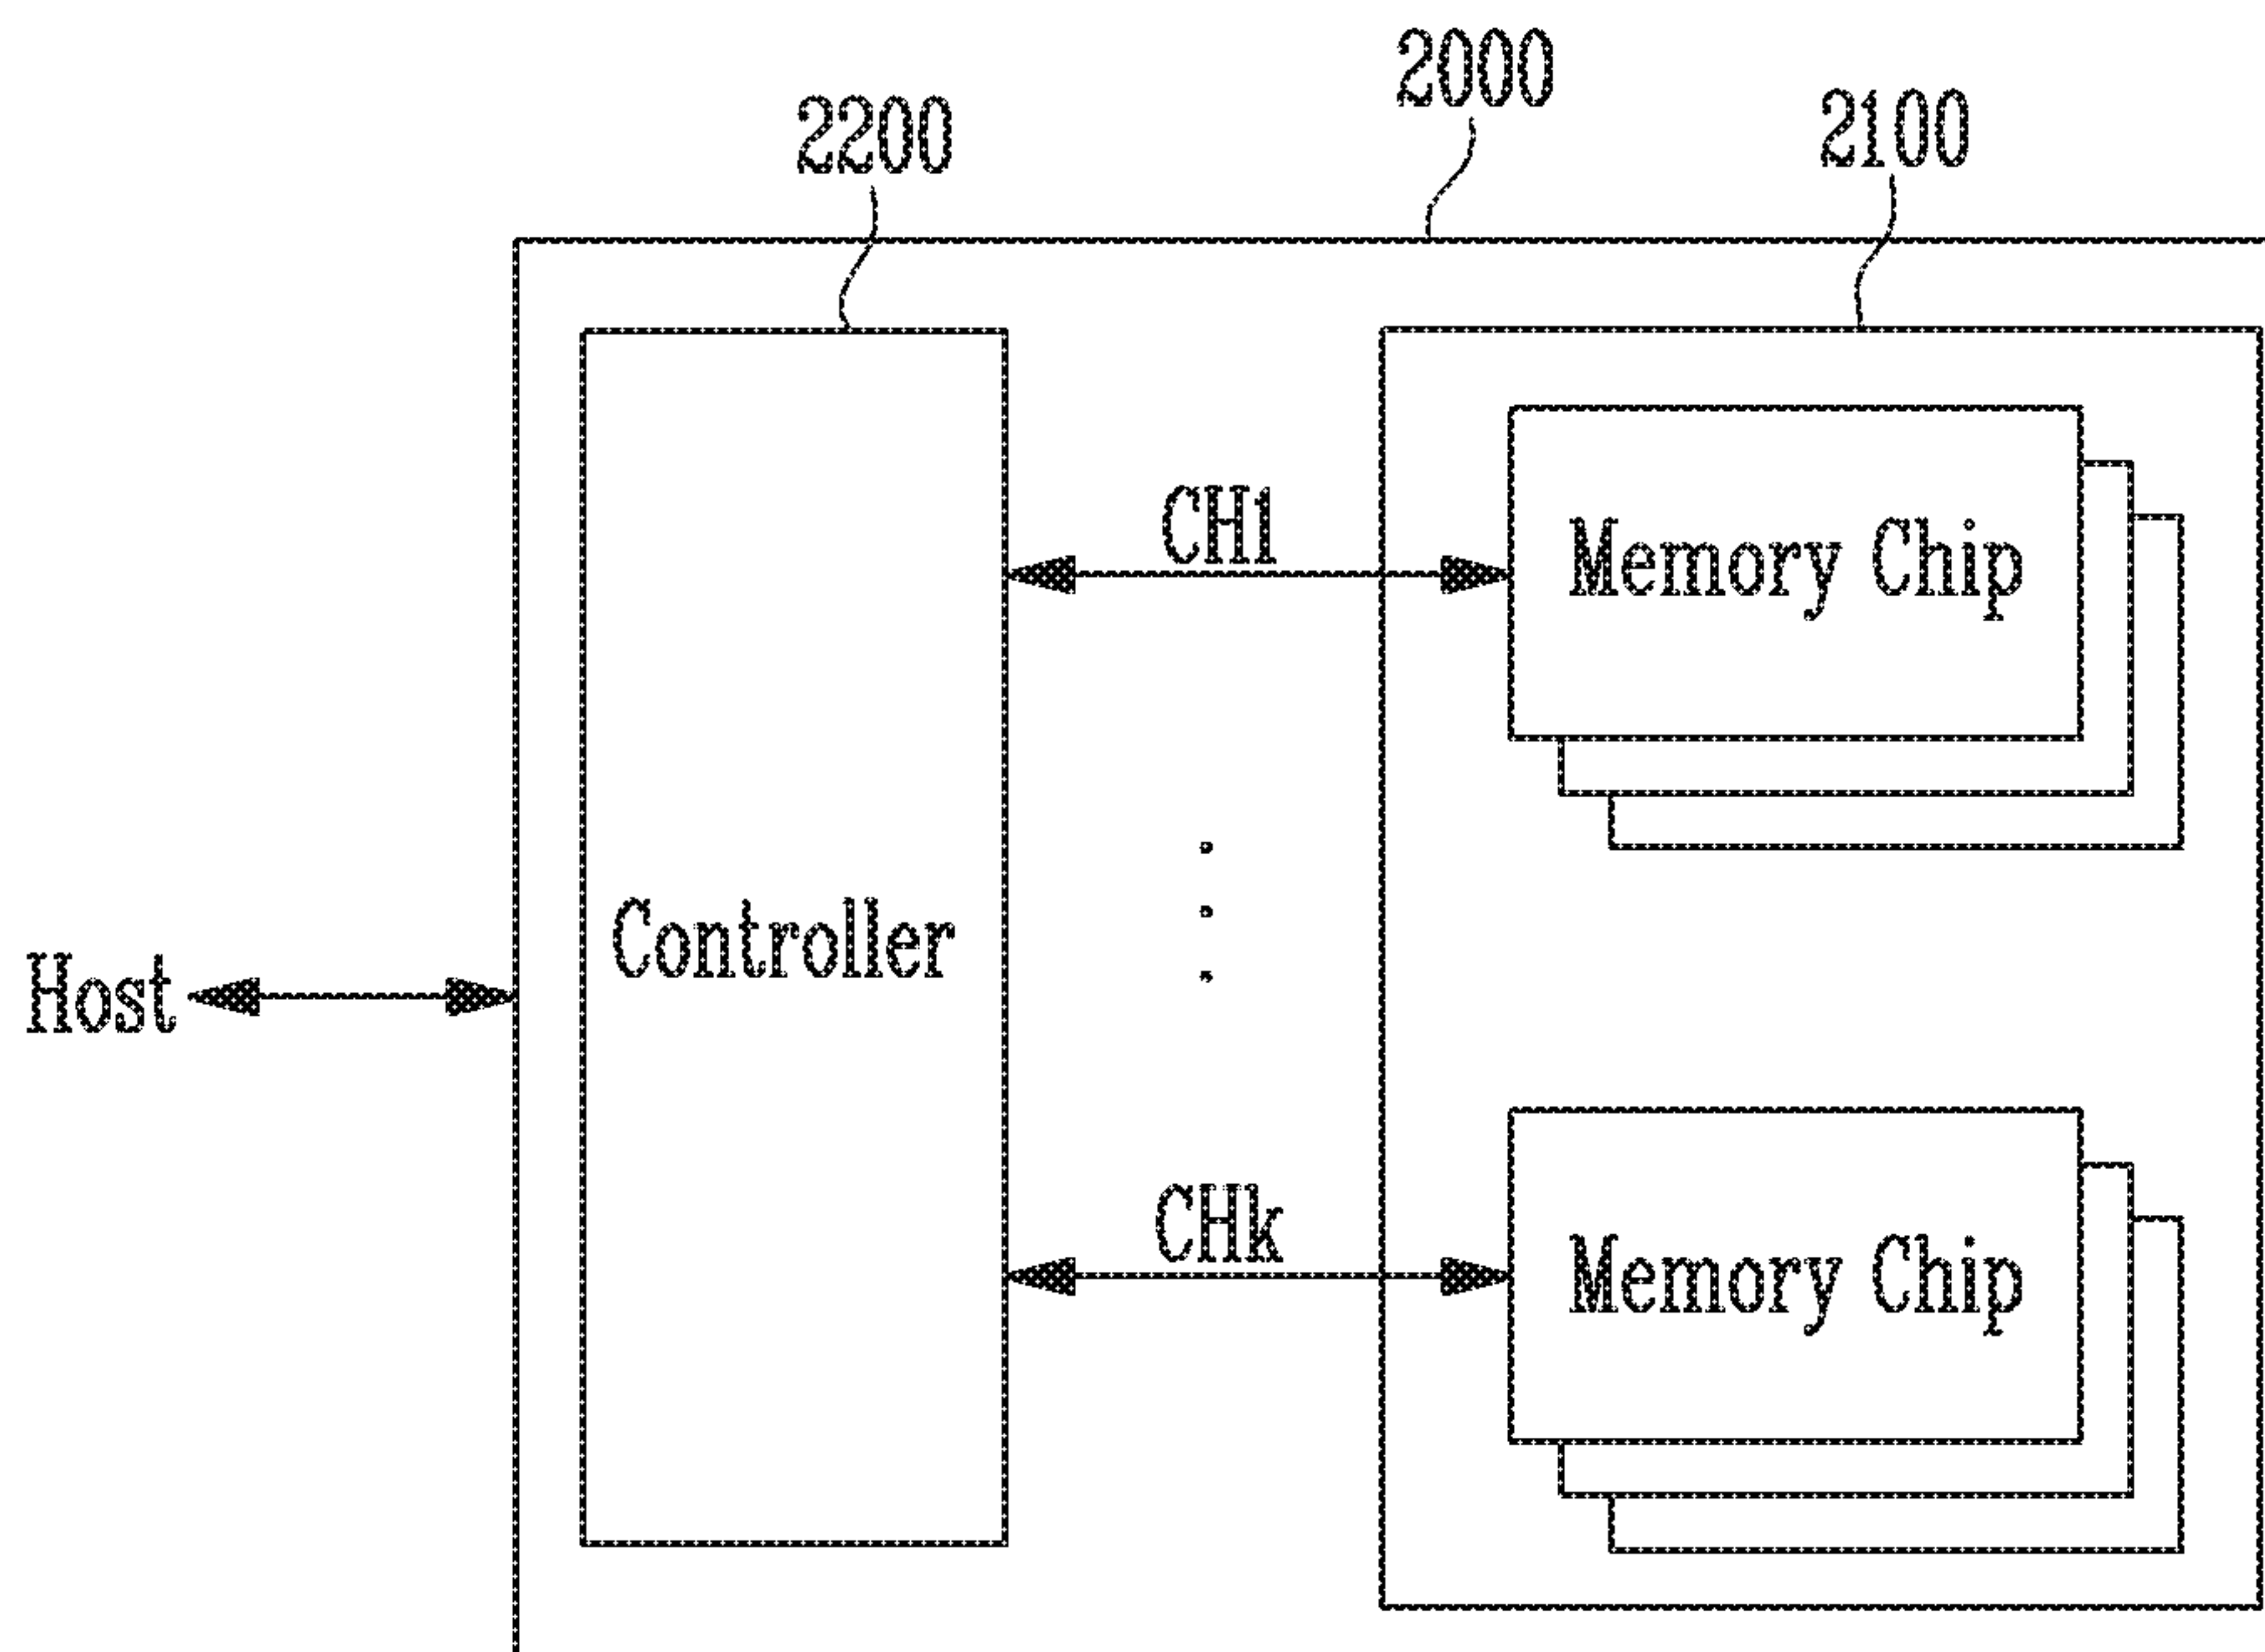 2000
2200
2100
CH1
Memory Chip
Controller
Host
CHk
Memory Chip